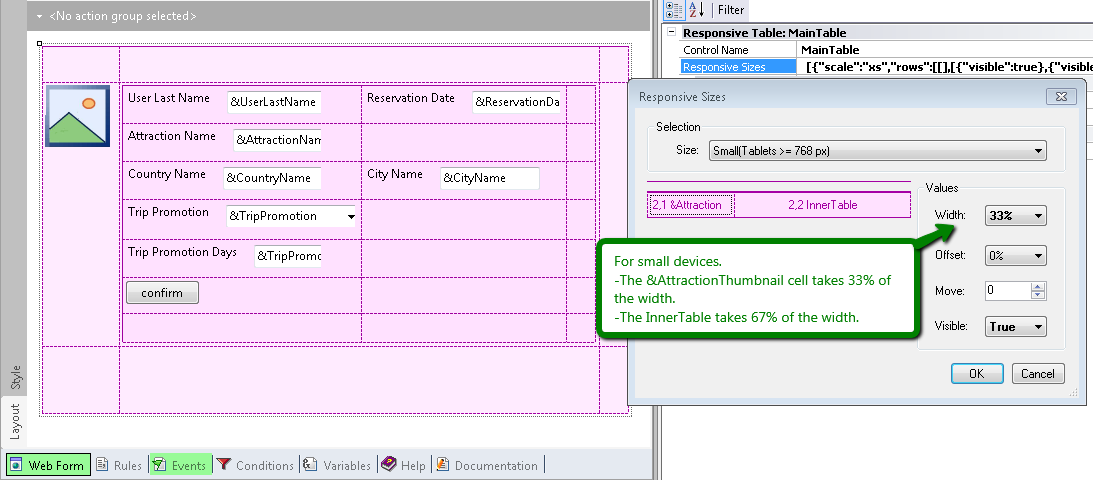 <No action group selected>
User Last Name &UserLastName Reservation Date &ReservationDa
Attraction Name &AttractionNam
Country Name &CountryName City Name &CityName
Trip Promotion &TripPromotion
Trip Promotion Days &TripPromo
confirm
Style
Layout
Web Form Rules Events Conditions Variables Help Documentation
Filter
Responsive Table: MainTable
Control Name MainTable
Responsive Sizes [{"scale":"xs","rows":[[],[{"visible":true},{"visible
Responsive Sizes
Selection
Size: Small(Tablets >= 768 px)
2,1 &Attraction 2,2 InnerTable
Values
Width: 33%
Offset: 0%
Move: 0
Visible: True
For small devices.
-The &AttractionThumbnail cell takes 33% of
the width.
-The InnerTable takes 67% of the width.
OK Cancel